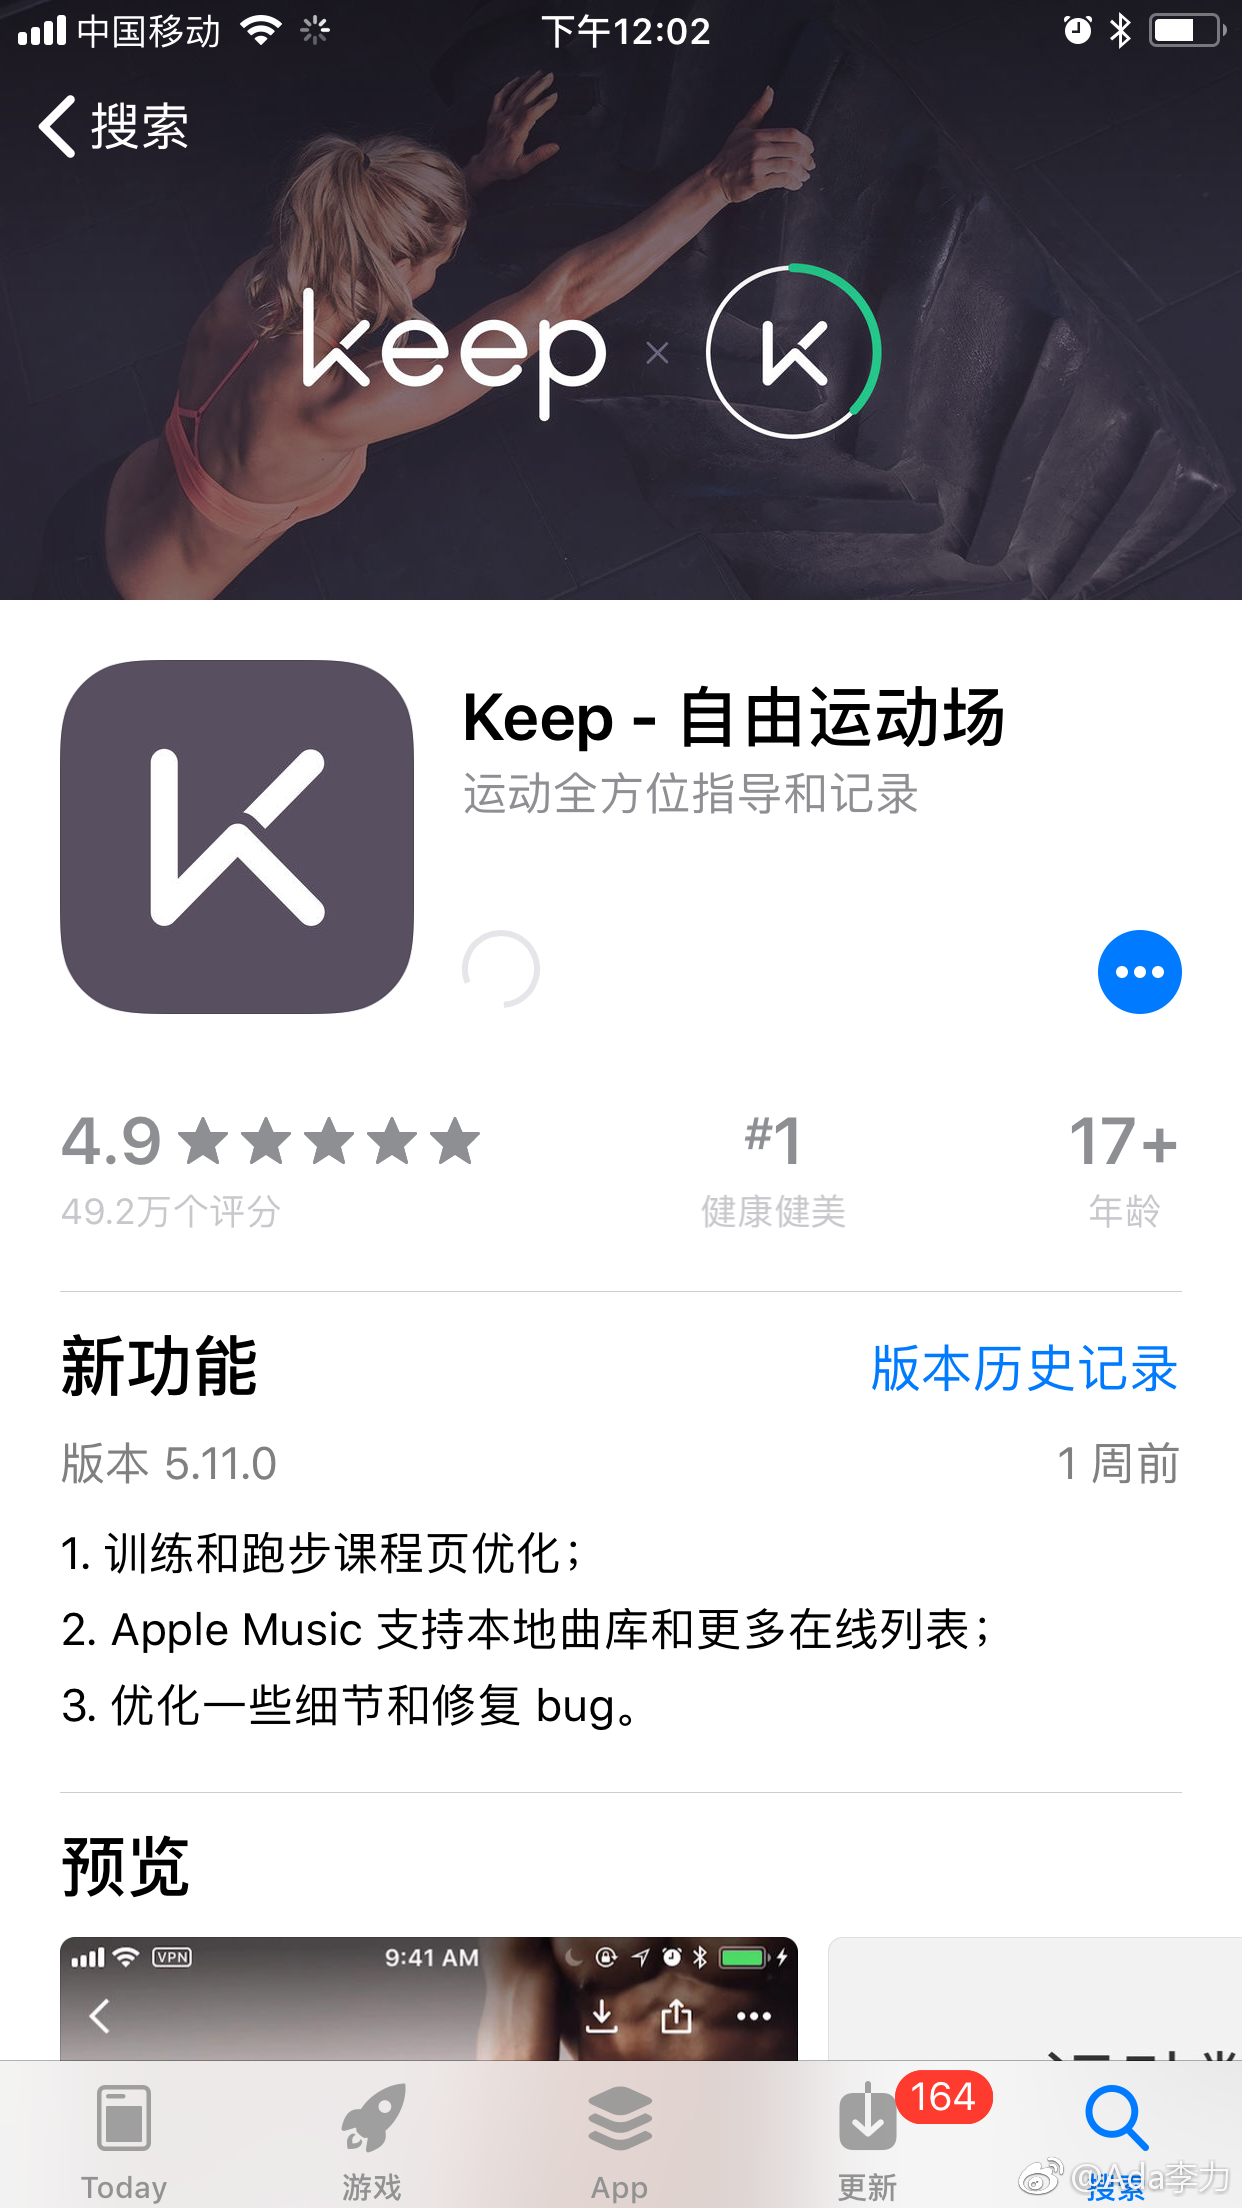 中国移动
下午12:02
搜索
keep × K
Keep - 自由运动场
运动全方位指导和记录
4.9
#1
17+
49.2万个评分
健康健美
年龄
新功能
版本历史记录
版本 5.11.0
1 周前
1. 训练和跑步课程页优化；
2. Apple Music 支持本地曲库和更多在线列表；
3. 优化一些细节和修复 bug。
预览
VPN
9:41 AM
164
Today
游戏
App
更新
搜索
@Ada李力